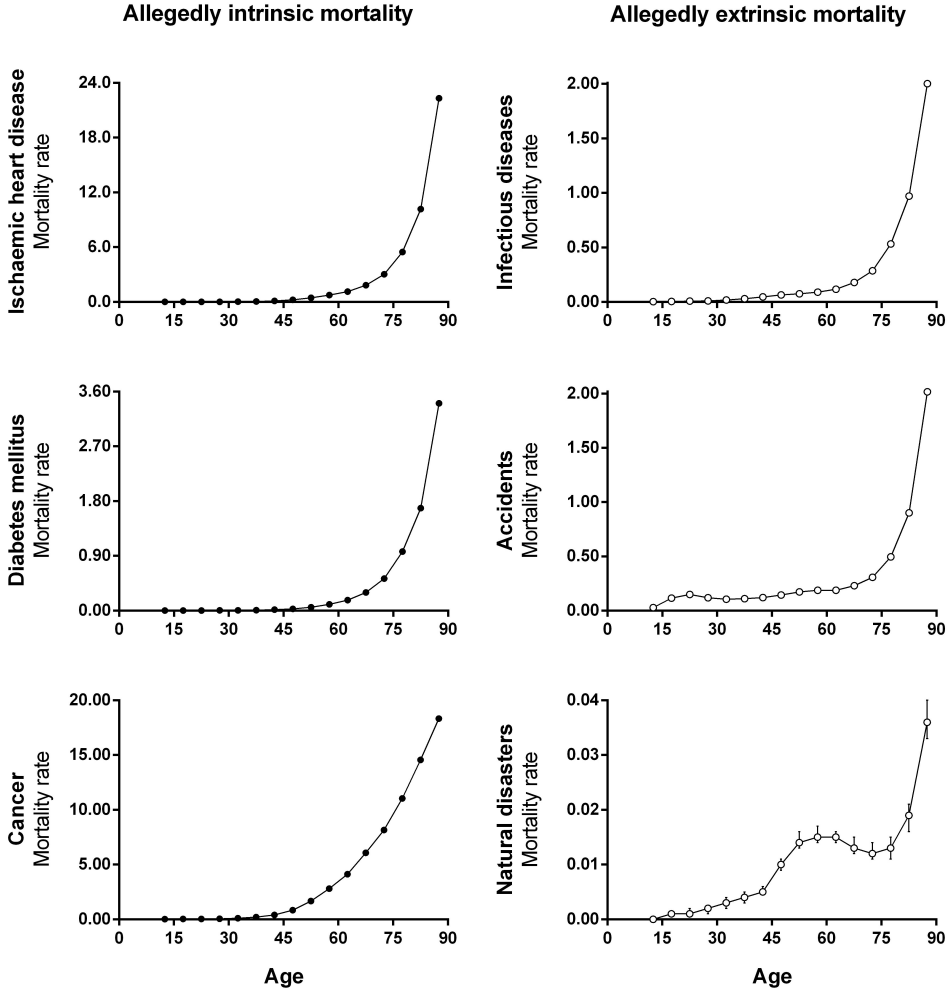 Allegedly intrinsic mortality
Allegedly extrinsic mortality
Ischaemic heart disease
Mortality rate
24.0
18.0
12.0
6.0
0.0
0 15 30 45 60 75 90
Infectious diseases
Mortality rate
2.00
1.50
1.00
0.50
0.00
0 15 30 45 60 75 90
Diabetes mellitus
Mortality rate
3.60
2.70
1.80
0.90
0.00
0 15 30 45 60 75 90
Accidents
Mortality rate
2.00
1.50
1.00
0.50
0.00
0 15 30 45 60 75 90
Cancer
Mortality rate
20.00
15.00
10.00
5.00
0.00
0 15 30 45 60 75 90
Age
Natural disasters
Mortality rate
0.04
0.03
0.02
0.01
0.00
0 15 30 45 60 75 90
Age